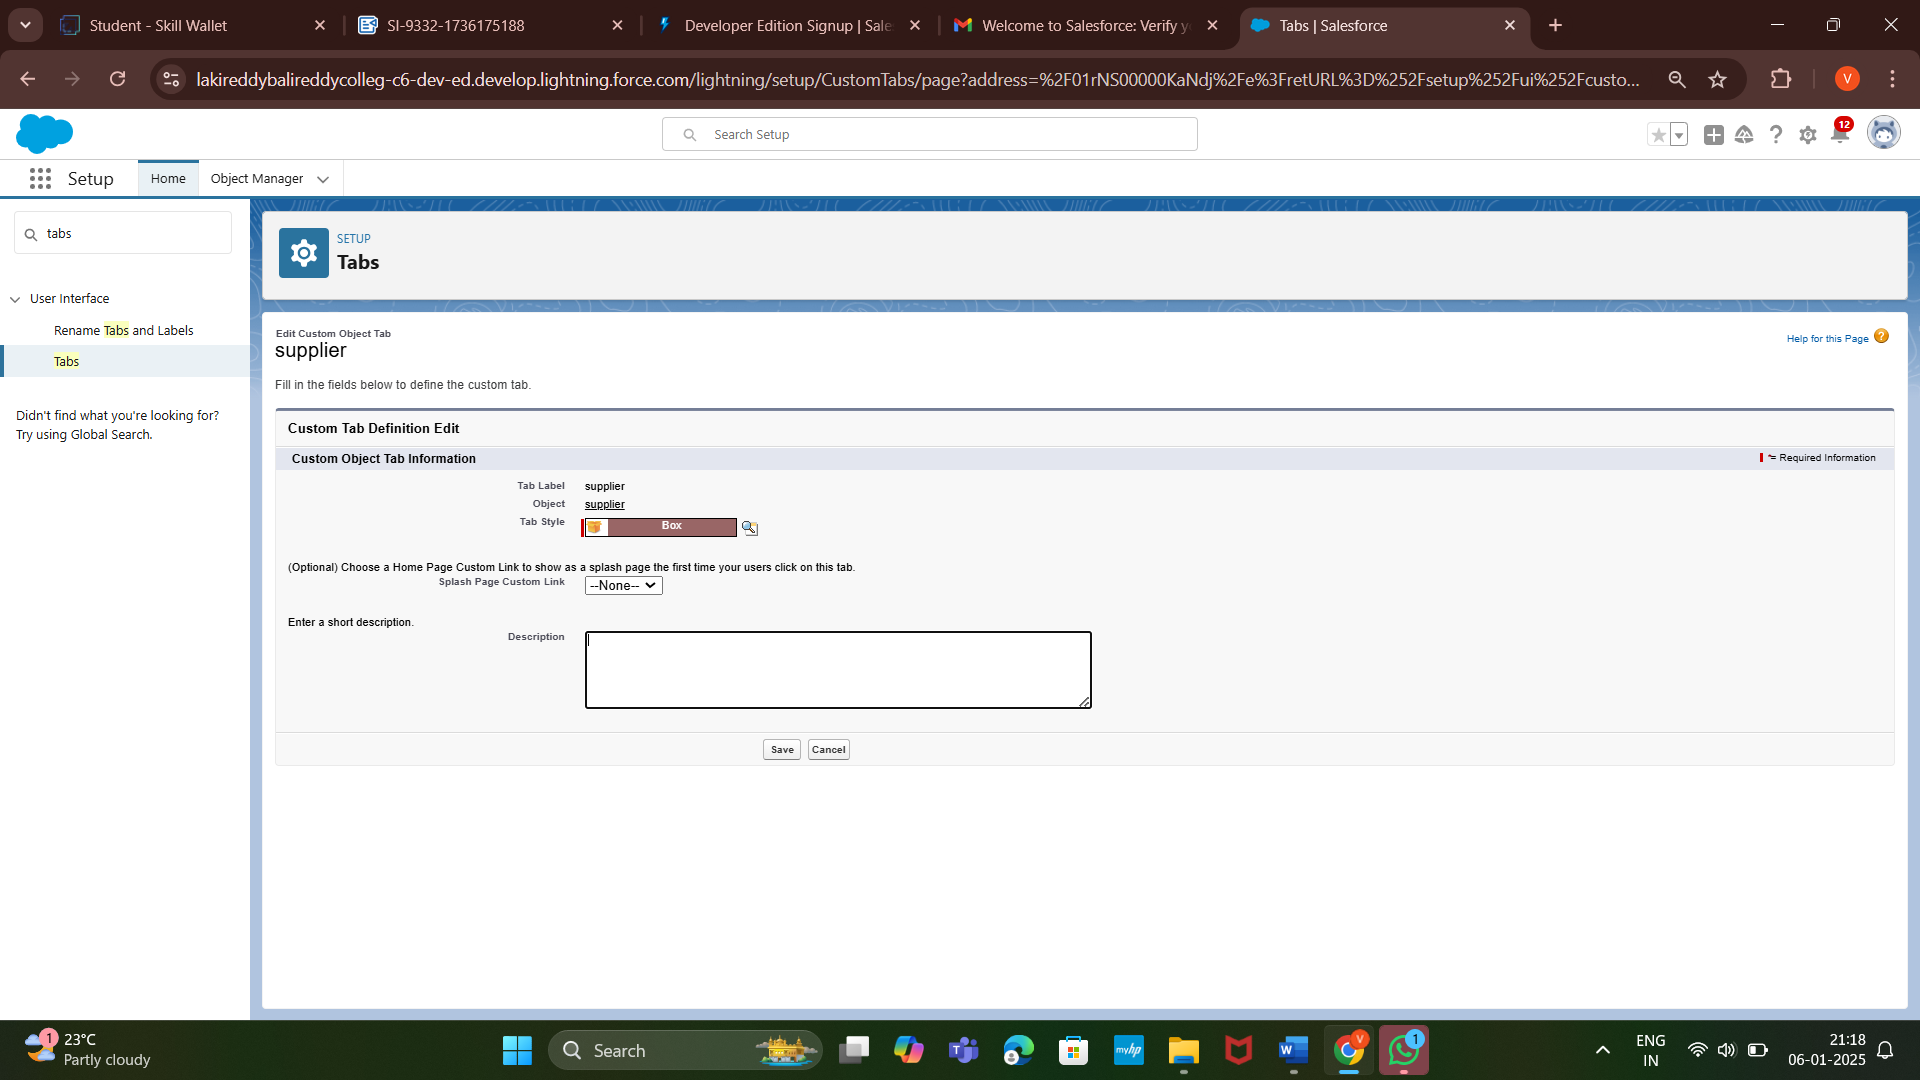 Student - Skill Wallet
SI-9332-1736175188
Developer Edition Signup | Sale
Welcome to Salesforce: Verify y
Tabs | Salesforce
lakireddybalireddycolleg-c6-dev-ed.develop.lightning.force.com/lightning/setup/CustomTabs/page?address=%2F01rNS00000KaNdj%2Fe%3FretURL%3D%252Fsetup%252Fui%252Fcusto...
V
Search Setup
12
Setup
Home
Object Manager
tabs
User Interface
Rename Tabs and Labels
Tabs
Didn't find what you're looking for?
Try using Global Search.
SETUP
Tabs
Edit Custom Object Tab
supplier
Help for this Page
Fill in the fields below to define the custom tab.
Custom Tab Definition Edit
Custom Object Tab Information
= Required Information
Tab Label supplier
Object supplier
Tab Style Box
(Optional) Choose a Home Page Custom Link to show as a splash page the first time your users click on this tab.
Splash Page Custom Link --None--
Enter a short description.
Description
Save Cancel
1
23°C
Partly cloudy
Search
myhp
W
V
1
ENG
IN
21:18
06-01-2025